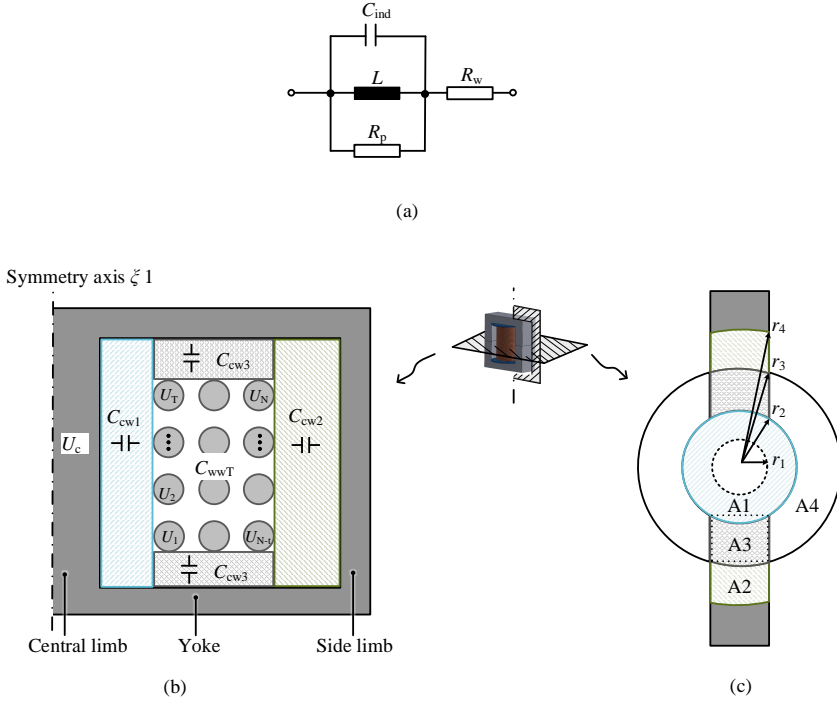 C_ind
L
R_w
R_p
(a)
Symmetry axis ξ 1
C_cw3
U_T
U_N
C_cw1
C_cw2
U_c
C_wwT
U_2
U_1
U_N-t
C_cw3
Central limb
Yoke
Side limb
(b)
r_4
r_3
r_2
r_1
A1
A4
A3
A2
(c)